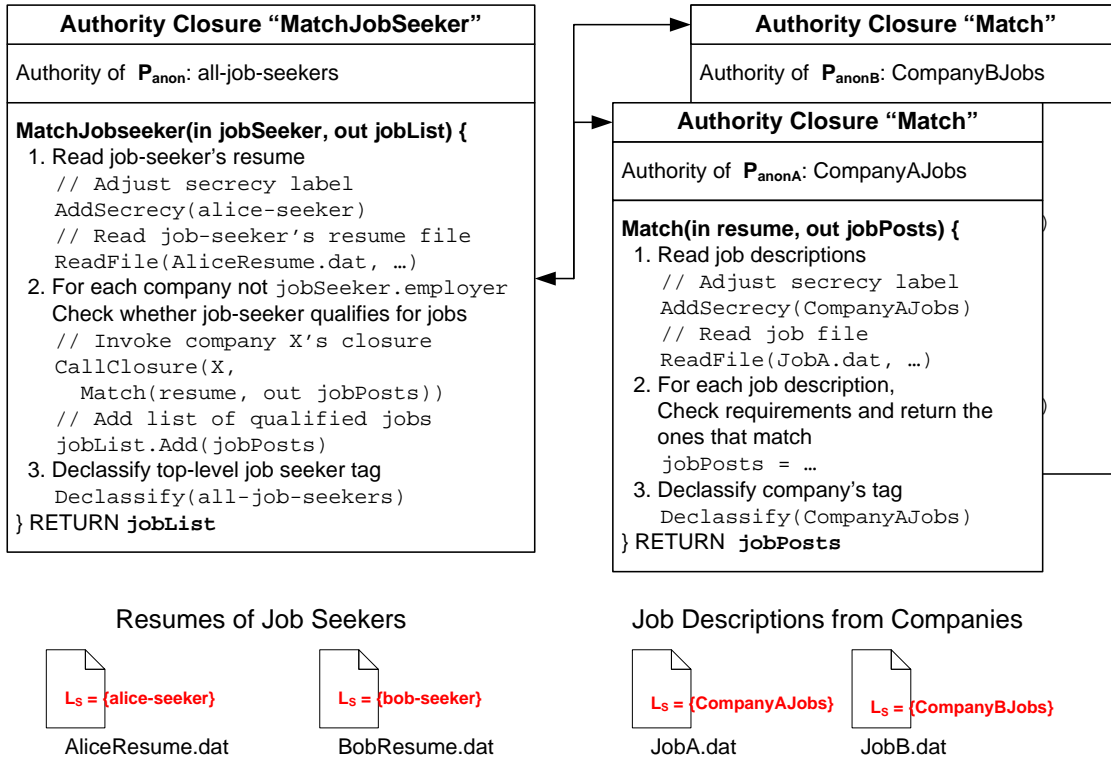 Authority Closure “MatchJobSeeker”
Authority of Panon: all-job-seekers
MatchJobseeker(in jobSeeker, out jobList) {
1. Read job-seeker’s resume
// Adjust secrecy label
AddSecrecy(alice-seeker)
// Read job-seeker’s resume file
ReadFile(AliceResume.dat, …)
2. For each company not jobSeeker.employer
Check whether job-seeker qualifies for jobs
// Invoke company X’s closure
CallClosure(X,
Match(resume, out jobPosts))
// Add list of qualified jobs
jobList.Add(jobPosts)
3. Declassify top-level job seeker tag
Declassify(all-job-seekers)
} RETURN jobList
Authority Closure “Match”
Authority of PanonB: CompanyBJobs
)
)
Authority Closure “Match”
Authority of PanonA: CompanyAJobs
Match(in resume, out jobPosts) {
1. Read job descriptions
// Adjust secrecy label
AddSecrecy(CompanyAJobs)
// Read job file
ReadFile(JobA.dat, …)
2. For each job description,
Check requirements and return the
ones that match
jobPosts = …
3. Declassify company’s tag
Declassify(CompanyAJobs)
} RETURN jobPosts
Resumes of Job Seekers
LS = {alice-seeker}
AliceResume.dat
LS = {bob-seeker}
BobResume.dat
Job Descriptions from Companies
LS = {CompanyAJobs}
JobA.dat
LS = {CompanyBJobs}
JobB.dat